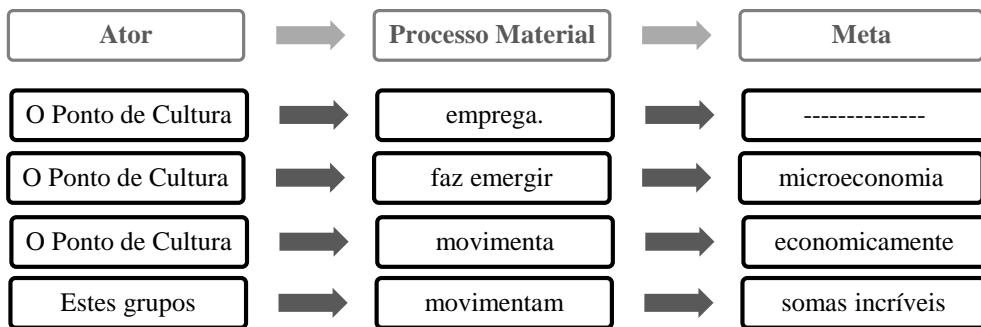 Ator Processo Material Meta
O Ponto de Cultura emprega. --------------
O Ponto de Cultura faz emergir microeconomia
O Ponto de Cultura movimenta economicamente
Estes grupos movimentam somas incríveis